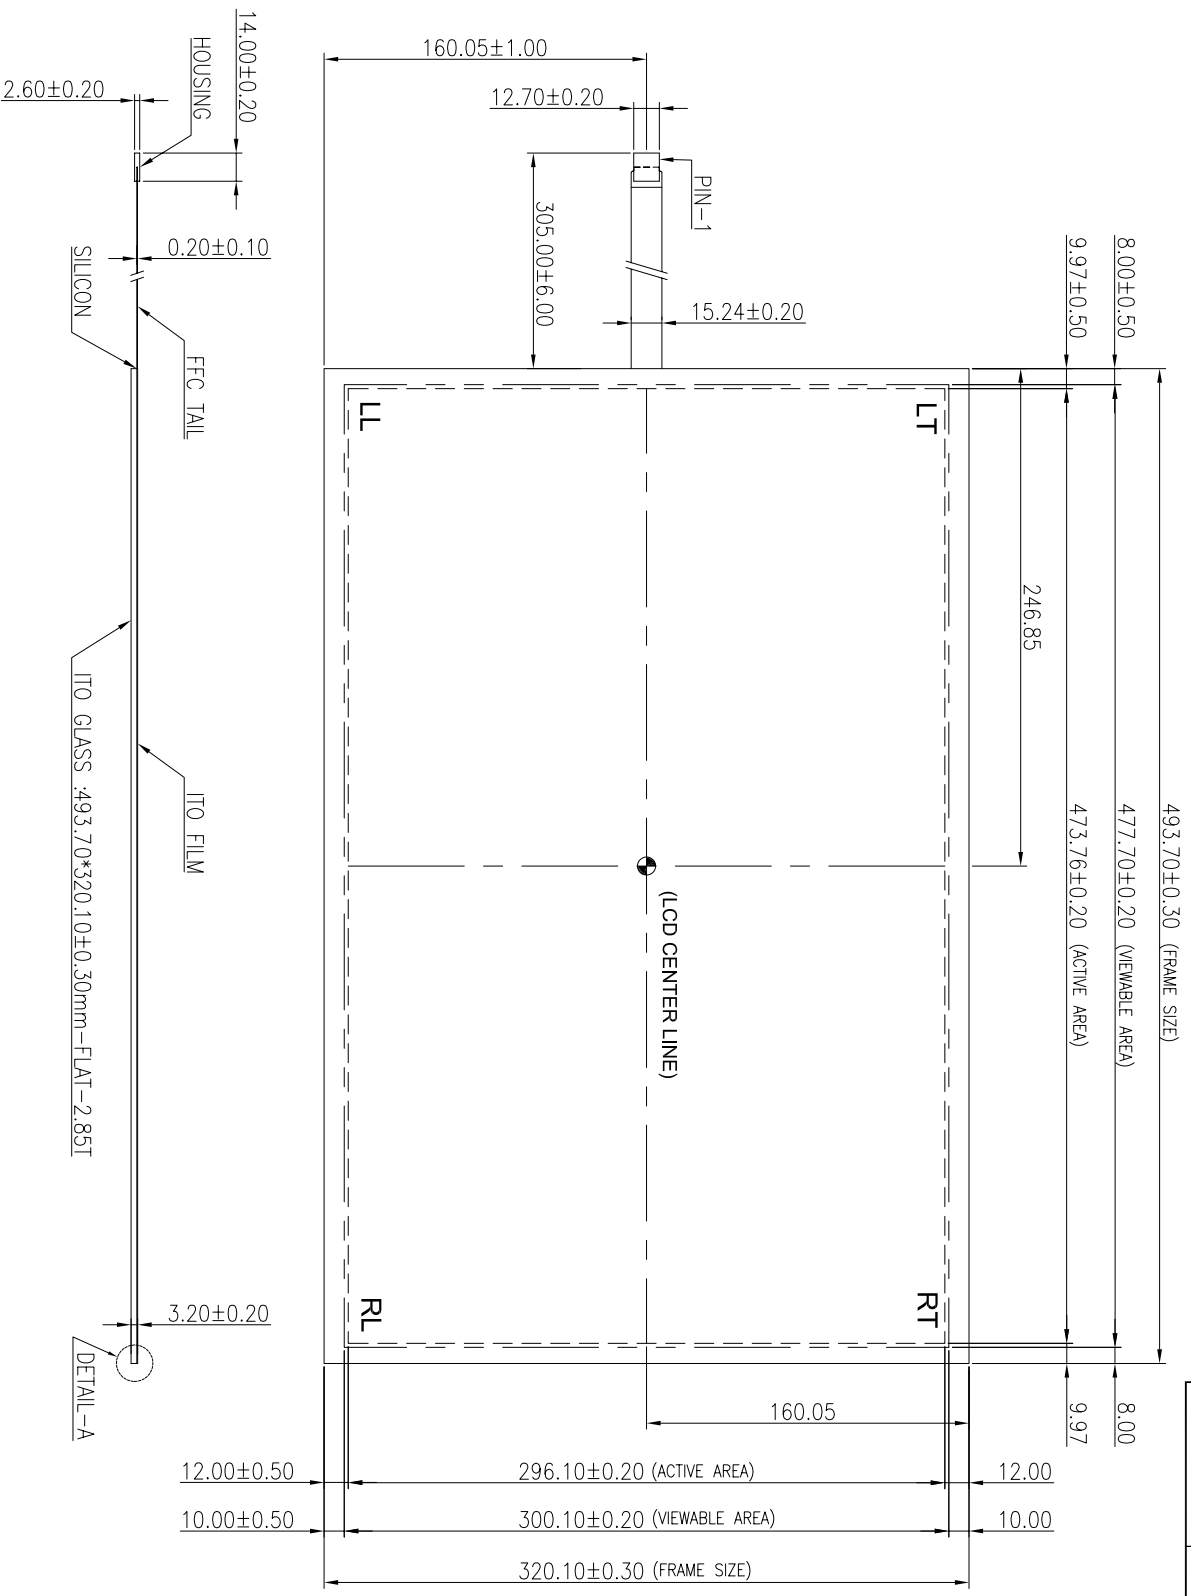 160.05±1.00
14.00±0.20
HOUSING
2.60±0.20
12.70±0.20
PIN-1
305.00±6.00
0.20±0.10
SILICON
FFC TAIL
15.24±0.20
8.00±0.50
9.97±0.50
LL
LT
246.85
493.70±0.30 (FRAME SIZE)
477.70±0.20 (VIEWABLE AREA)
473.76±0.20 (ACTIVE AREA)
(LCD CENTER LINE)
ITO GLASS :493.70*320.10±0.30mm-FLAT-2.85T
ITO FILM
RL
RT
3.20±0.20
DETAIL-A
8.00
9.97
160.05
12.00±0.50
296.10±0.20 (ACTIVE AREA)
12.00
10.00±0.50
300.10±0.20 (VIEWABLE AREA)
10.00
320.10±0.30 (FRAME SIZE)